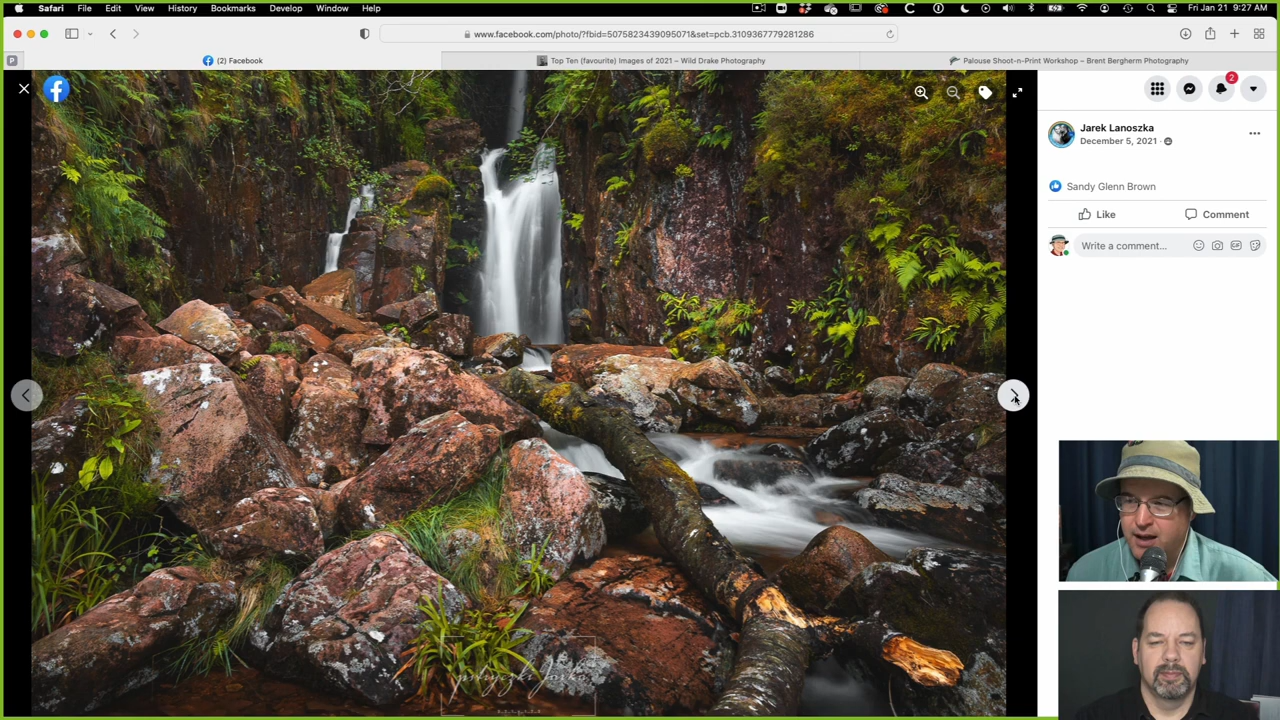 Safari File Edit View History Bookmarks Develop Window Help Fri Jan 21 9:27 AM
www.facebook.com/photo/?fbid=5075823439095071&set=pcb.3109367779281286
P (2) Facebook Top Ten (favourite) Images of 2021 – Wild Drake Photography Palouse Shoot-n-Print Workshop – Brent Bergherm Photography
2
Jarek Lanoszka
December 5, 2021 ·
Sandy Glenn Brown
Like Comment
Write a comment... GIF